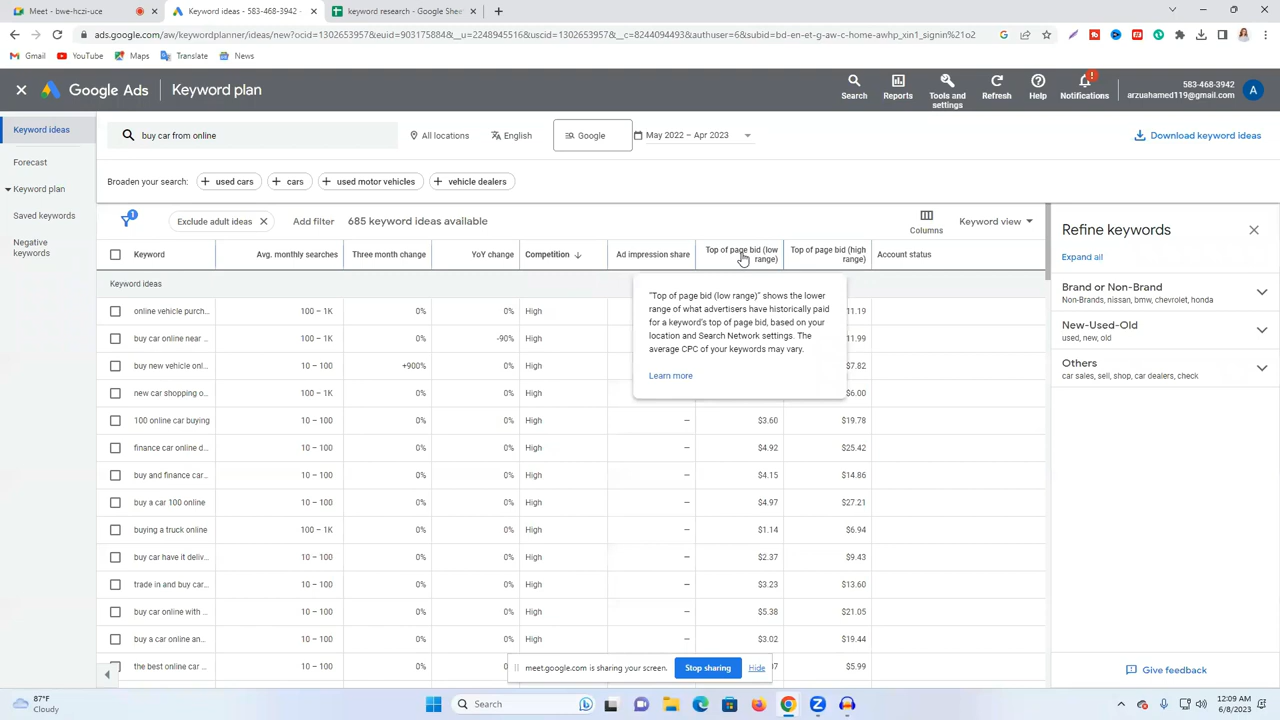 Meet - bwe-hczi-uce
Keyword ideas - 583-468-3942 -
keyword research - Google Shee
ads.google.com/aw/keywordplanner/ideas/new?ocid=1302653957&euid=903175884&__u=2248945516&uscid=1302653957&__c=8244094493&authuser=6&subid=bd-en-et-g-aw-c-home-awhp_xin1_signin%21o2
Gmail
YouTube
Maps
Translate
News
Google Ads
Keyword plan
Search
Reports
Tools and
settings
Refresh
Help
Notifications
583-468-3942
arzuahamed119@gmail.com
A
Keyword ideas
Forecast
Keyword plan
Saved keywords
Negative
keywords
buy car from online
All locations
English
Google
May 2022 – Apr 2023
Download keyword ideas
Broaden your search:
used cars
cars
used motor vehicles
vehicle dealers
1
Exclude adult ideas
Add filter
685 keyword ideas available
Columns
Keyword view
Keyword Avg. monthly searches Three month change YoY change Competition Ad impression share Top of page bid (low range) Top of page bid (high range) Account status
Keyword ideas
online vehicle purch... 100 – 1K 0% 0% High 11.19
buy car online near ... 100 – 1K 0% -90% High 11.99
buy new vehicle onl... 10 – 100 +900% 0% High $7.82
new car shopping o... 100 – 1K 0% 0% High $6.00
100 online car buying 10 – 100 0% 0% High — $3.60 $19.78
finance car online d... 10 – 100 0% 0% High — $4.92 $25.42
buy and finance car... 10 – 100 0% 0% High — $4.15 $14.86
buy a car 100 online 10 – 100 0% 0% High — $4.97 $27.21
buying a truck online 100 – 1K 0% 0% High — $1.14 $6.94
buy car have it deliv... 10 – 100 0% 0% High — $2.37 $9.43
trade in and buy car... 10 – 100 0% 0% High — $3.23 $13.60
buy car online with ... 10 – 100 0% 0% High — $5.38 $21.05
buy a car online an... 10 – 100 0% 0% High — $3.02 $19.44
the best online car ... 10 – 100 0% $5.99
"Top of page bid (low range)" shows the lower
range of what advertisers have historically paid
for a keyword's top of page bid, based on your
location and Search Network settings. The
average CPC of your keywords may vary.
Learn more
Refine keywords
Expand all
Brand or Non-Brand
Non-Brands, nissan, bmw, chevrolet, honda
New-Used-Old
used, new, old
Others
car sales, sell, shop, car dealers, check
Give feedback
meet.google.com is sharing your screen.
Stop sharing
Hide
87°F
Cloudy
Search
12:09 AM
6/8/2023